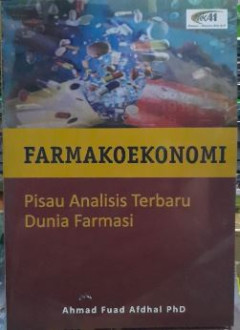 FARMAKOEKONOMI
Pisau Analisis Terbaru
Dunia Farmasi
Ahmad Fuad Afdhal PhD